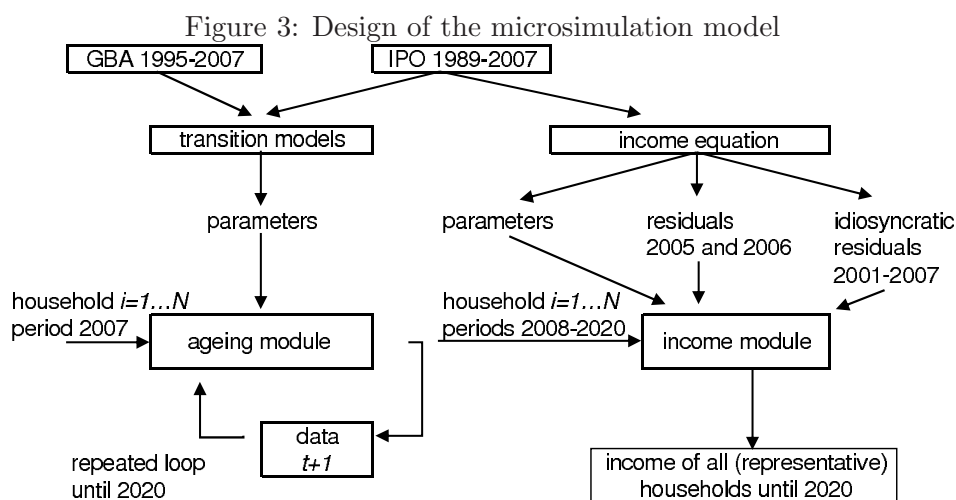 Figure 3: Design of the microsimulation model
GBA 1995-2007
IPO 1989-2007
transition models
income equation
parameters
parameters
residuals
2005 and 2006
idiosyncratic
residuals
2001-2007
household i=1...N
period 2007
ageing module
household i=1...N
periods 2008-2020
income module
data
t+1
repeated loop
until 2020
income of all (representative)
households until 2020